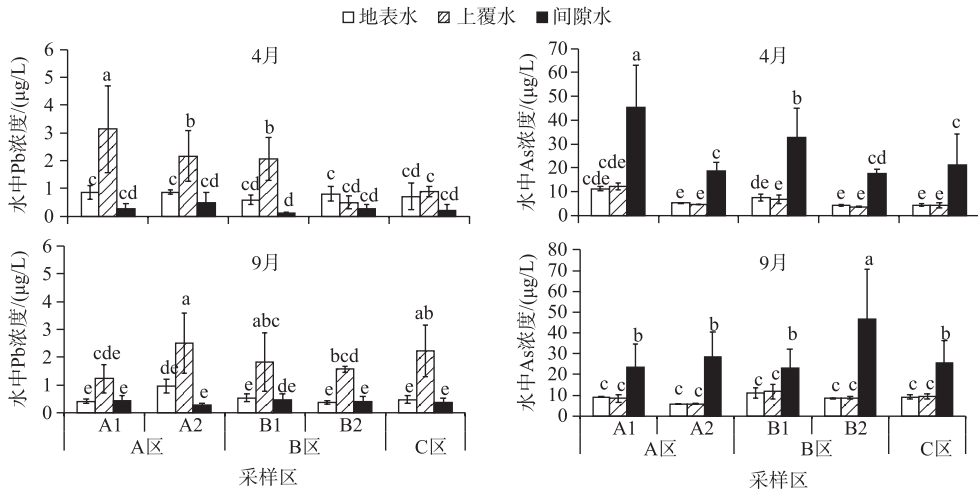 地表水 上覆水 间隙水
水中Pb浓度/(μg/L)
6
5
4
3
2
1
0
4月
c a cd
c b cd
cd b d
cd cd cd
cd c cd
水中As浓度/(μg/L)
70
60
50
40
30
20
10
0
4月
cde cde a
e e c
de e b
e e cd
e e c
水中Pb浓度/(μg/L)
6
5
4
3
2
1
0
9月
e cde e
de a e
e abc de
e bcd e
e ab e
A1 A2 B1 B2
A区 B区 C区
采样区
水中As浓度/(μg/L)
80
70
60
50
40
30
20
10
0
9月
c c b
c c b
c c b
c c a
c c b
A1 A2 B1 B2
A区 B区 C区
采样区